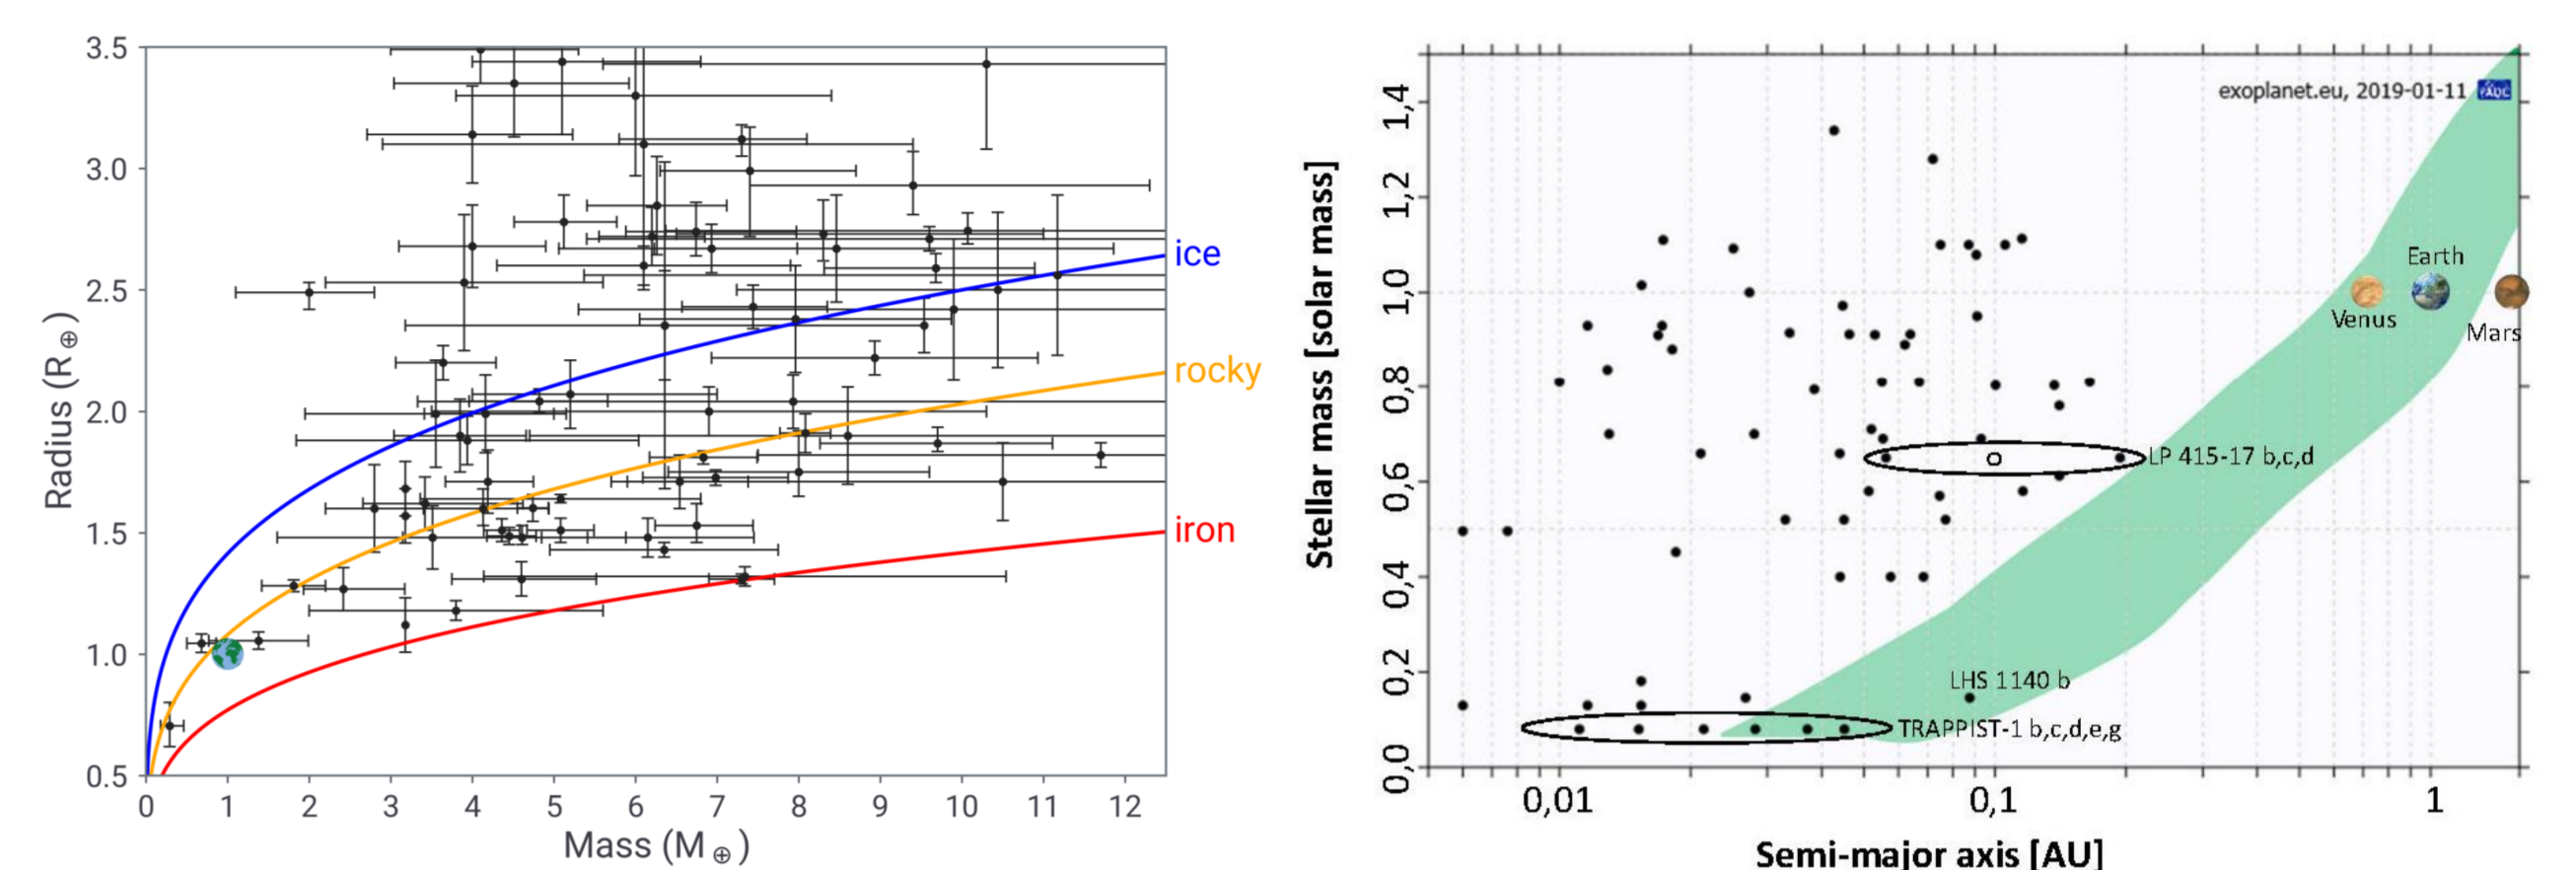 3.5
3.0
2.5
2.0
1.5
1.0
0.5
Radius (R⊕)
0 1 2 3 4 5 6 7 8 9 10 11 12
Mass (M⊕)
ice
rocky
iron
Stellar mass [solar mass]
1,4
1,2
1,0
0,8
0,6
0,4
0,2
0,0
exoplanet.eu, 2019-01-11
Earth
Venus
Mars
LP 415-17 b,c,d
LHS 1140 b
TRAPPIST-1 b,c,d,e,g
0,01 0,1 1
Semi-major axis [AU]